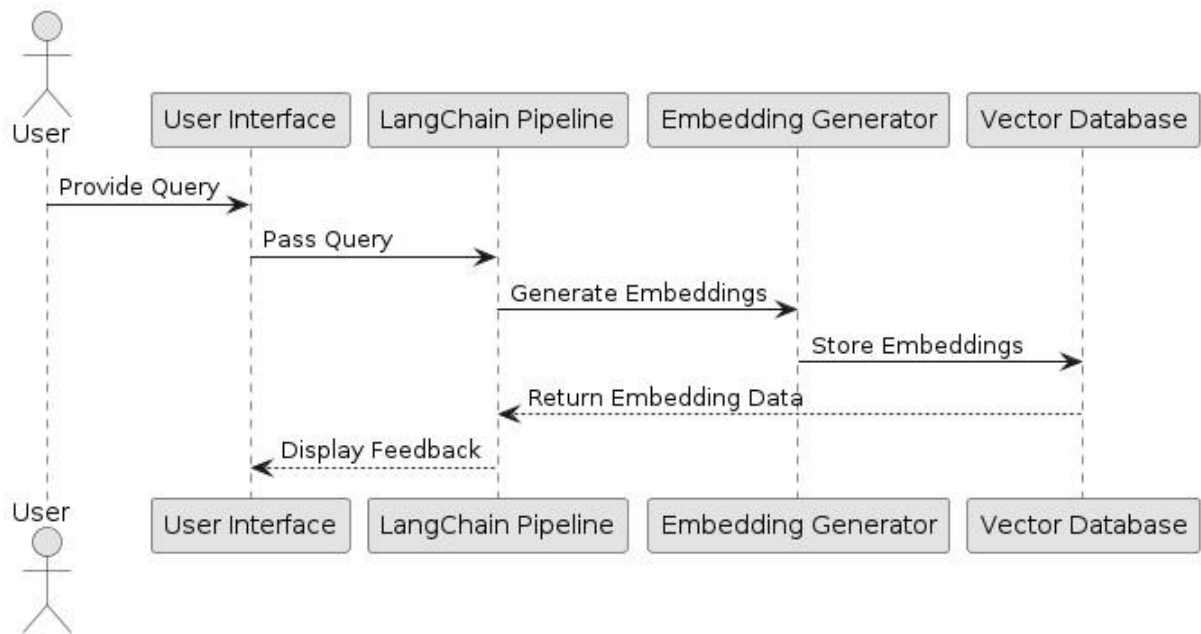 User
User Interface
LangChain Pipeline
Embedding Generator
Vector Database
Provide Query
Pass Query
Generate Embeddings
Store Embeddings
Return Embedding Data
Display Feedback
User
User Interface
LangChain Pipeline
Embedding Generator
Vector Database